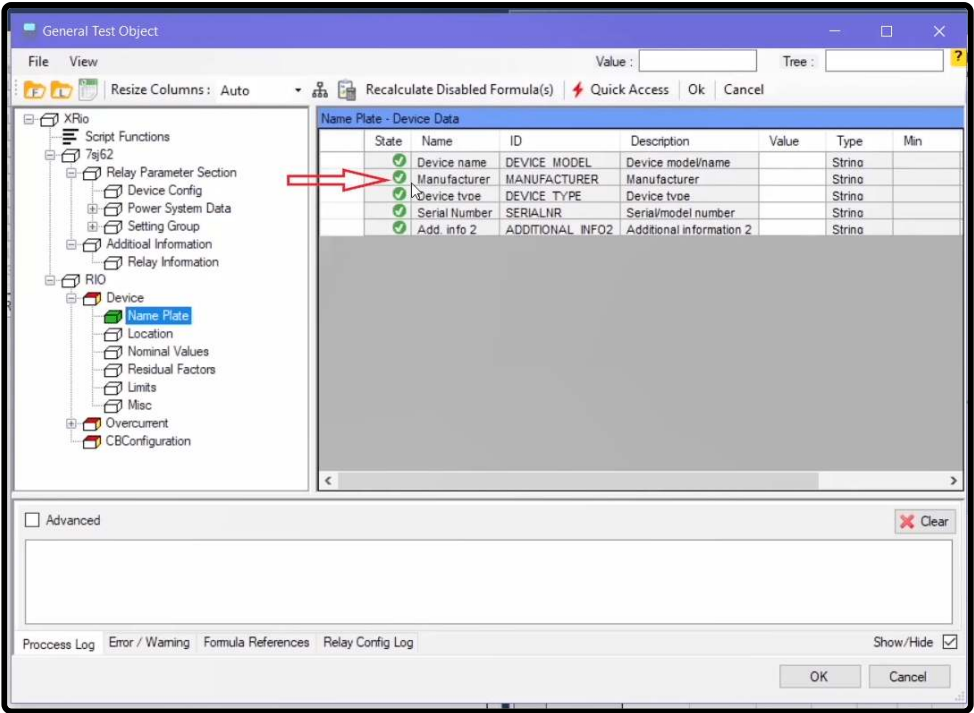 General Test Object
File View Value : Tree : ?
Resize Columns : Auto Recalculate Disabled Formula(s) Quick Access Ok Cancel
XRio
Script Functions
7sj62
Relay Parameter Section
Device Config
Power System Data
Setting Group
Additioal Information
Relay Information
RIO
Device
Name Plate
Location
Nominal Values
Residual Factors
Limits
Misc
Overcurrent
CBConfiguration
Name Plate - Device Data
State Name ID Description Value Type Min
Device name DEVICE_MODEL Device model/name String
Manufacturer MANUFACTURER Manufacturer String
Device type DEVICE_TYPE Device type String
Serial Number SERIALNR Serial/model number String
Add. info 2 ADDITIONAL_INFO2 Additional information 2 String
Advanced Clear
Proccess Log Error / Warning Formula References Relay Config Log Show/Hide
OK Cancel